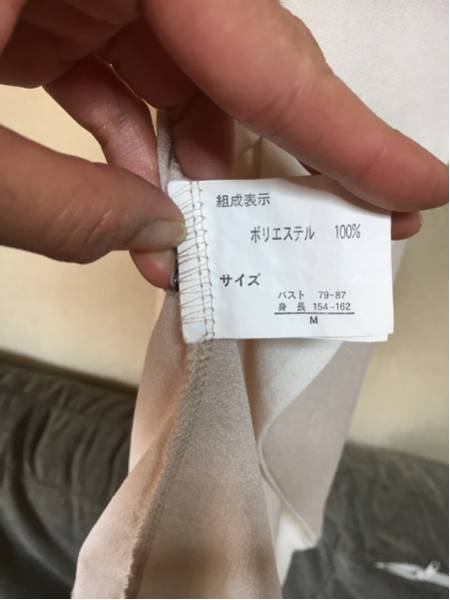 組成表示
ポリエステル 100%
サイズ
バスト 79-87
身長 154-162
M